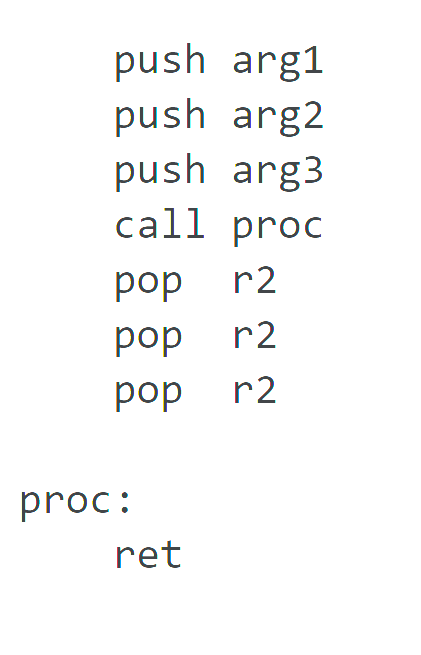 push arg1
push arg2
push arg3
call proc
pop r2
pop r2
pop r2
proc:
ret